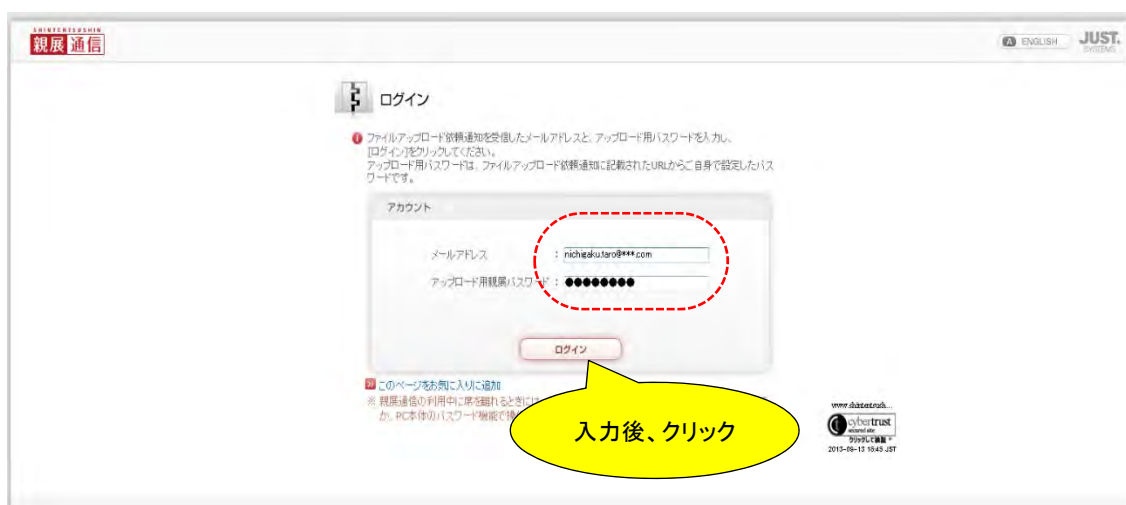 SHINTENTSUSHIN
親展通信
A ENGLISH
JUST.
SYSTEMS
ログイン
ファイルアップロード依頼通知を受信したメールアドレスと、アップロード用パスワードを入力し、
[ログイン]をクリックしてください。
アップロード用パスワードは、ファイルアップロード依頼通知に記載されたURLからご自身で設定したパス
ワードです。
アカウント
メールアドレス : nichigaku.taro@***.com
アップロード用親展パスワード : ●●●●●●●●
ログイン
このページをお気に入りに追加
※ 親展通信の利用中に席を離れるときには
か、PC本体のパスワード機能で
入力後、クリック
cybertrust
secured site
クリックして検証
2013-09-13 16:45 JST